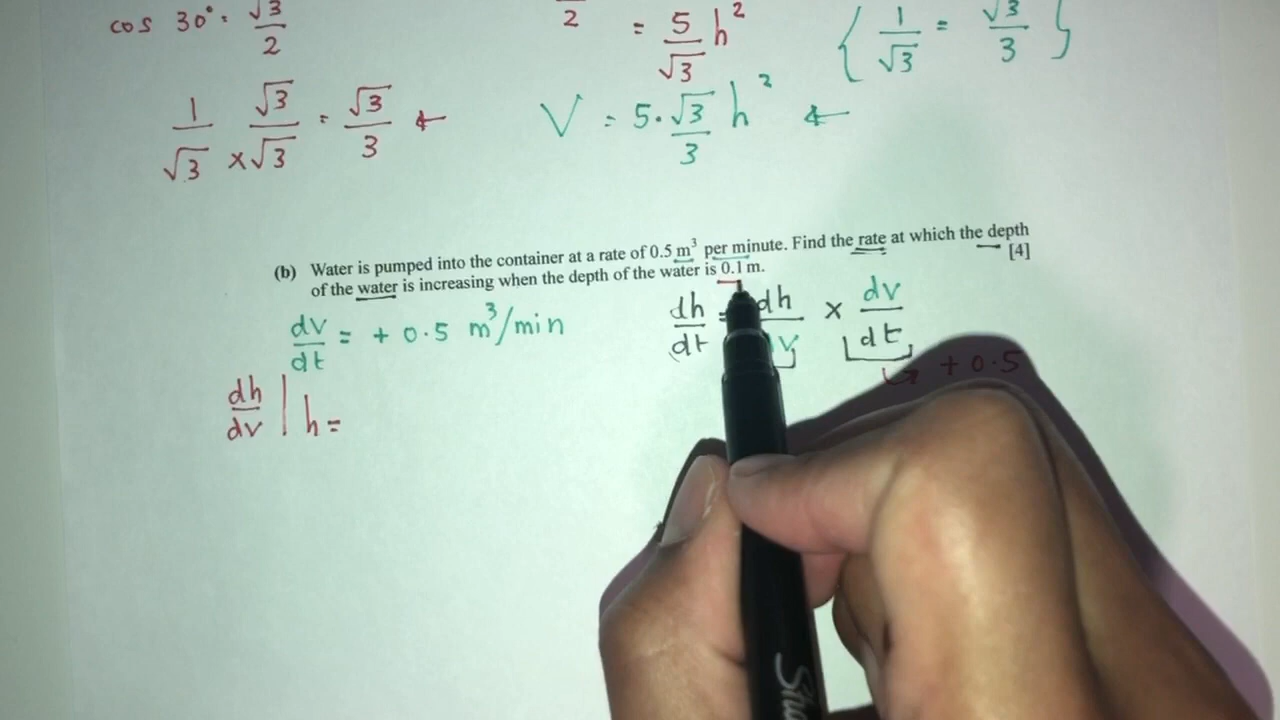 cos 30° = √3/2
2 = 5/√3 h²
{ 1/√3 = √3/3 }
1/√3 × √3/√3 = √3/3 ←
V = 5·√3/3 h² ←
(b) Water is pumped into the container at a rate of 0.5 m³ per minute. Find the rate at which the depth
of the water is increasing when the depth of the water is 0.1 m. [4]
dv/dt = + 0.5 m³/min
dh/dt = dh/V × dv/dt
↳ + 0.5
dh/dv | h =
Sha